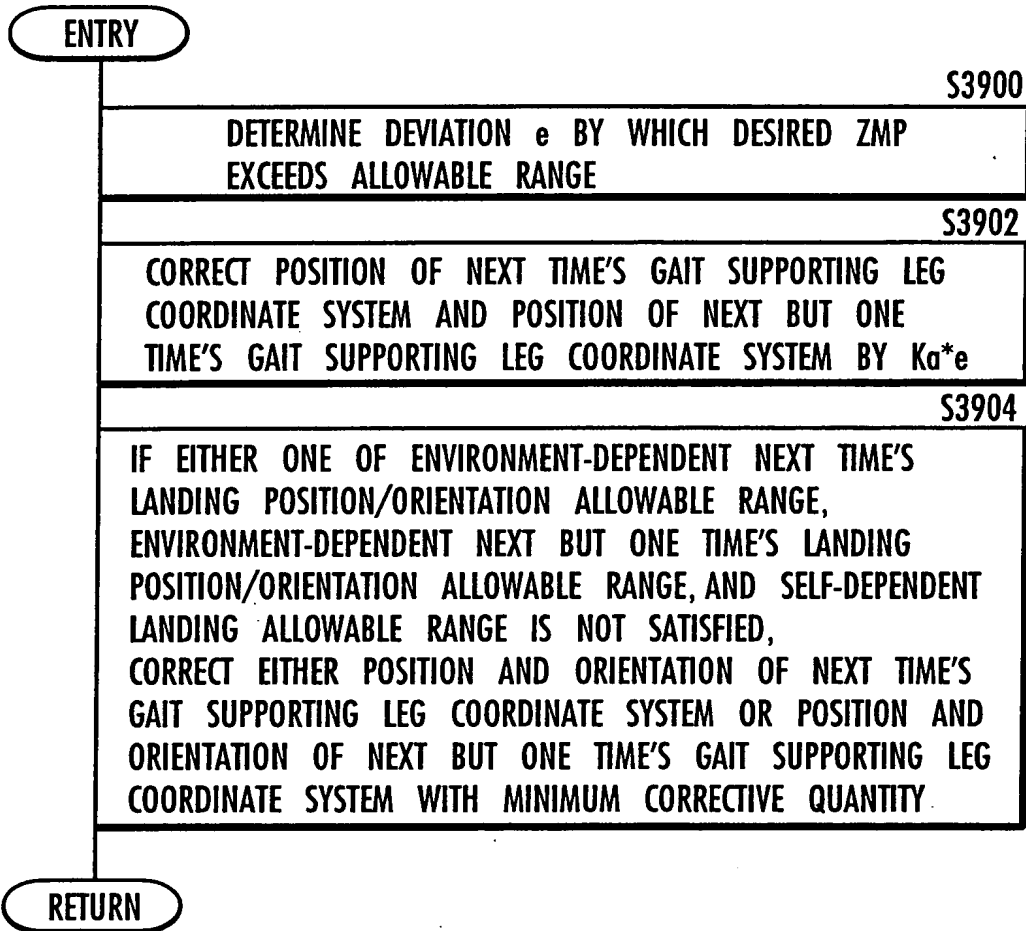 ENTRY
S3900
DETERMINE DEVIATION e BY WHICH DESIRED ZMP
EXCEEDS ALLOWABLE RANGE
S3902
CORRECT POSITION OF NEXT TIME'S GAIT SUPPORTING LEG
COORDINATE SYSTEM AND POSITION OF NEXT BUT ONE
TIME'S GAIT SUPPORTING LEG COORDINATE SYSTEM BY Ka*e
S3904
IF EITHER ONE OF ENVIRONMENT-DEPENDENT NEXT TIME'S
LANDING POSITION/ORIENTATION ALLOWABLE RANGE,
ENVIRONMENT-DEPENDENT NEXT BUT ONE TIME'S LANDING
POSITION/ORIENTATION ALLOWABLE RANGE, AND SELF-DEPENDENT
LANDING ALLOWABLE RANGE IS NOT SATISFIED,
CORRECT EITHER POSITION AND ORIENTATION OF NEXT TIME'S
GAIT SUPPORTING LEG COORDINATE SYSTEM OR POSITION AND
ORIENTATION OF NEXT BUT ONE TIME'S GAIT SUPPORTING LEG
COORDINATE SYSTEM WITH MINIMUM CORRECTIVE QUANTITY
RETURN